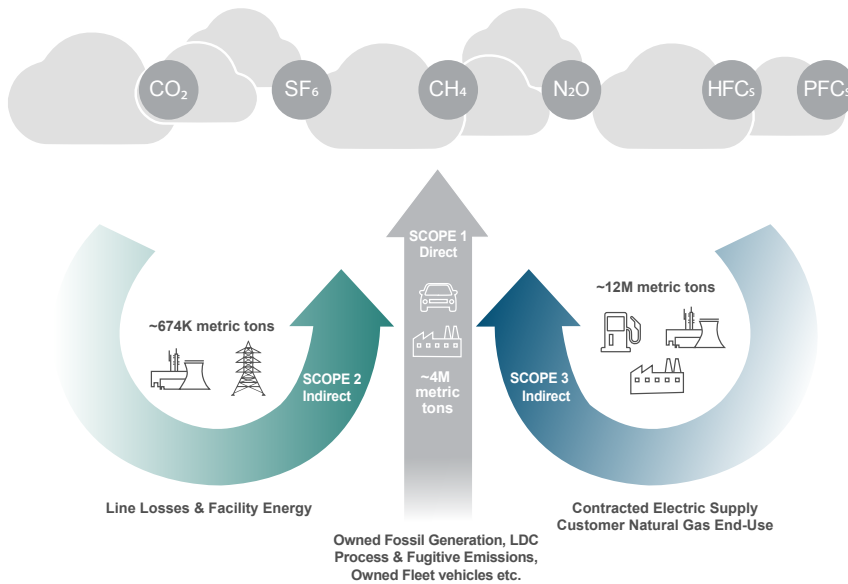 CO₂
SF₆
CH₄
N₂O
HFCₛ
PFCₛ
SCOPE 1
Direct
~4M
metric
tons
~674K metric tons
SCOPE 2
Indirect
~12M metric tons
SCOPE 3
Indirect
Line Losses & Facility Energy
Owned Fossil Generation, LDC
Process & Fugitive Emissions,
Owned Fleet vehicles etc.
Contracted Electric Supply
Customer Natural Gas End-Use